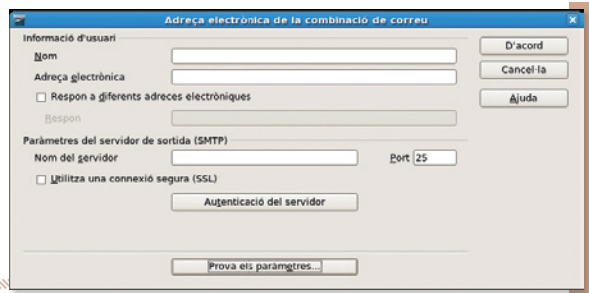 Adreça electrònica de la combinació de correu
Informació d'usuari
Nom
Adreça electrònica
Respon a diferents adreces electròniques
Respon
Paràmetres del servidor de sortida (SMTP)
Nom del servidor
Port 25
Utilitza una connexió segura (SSL)
Autenticació del servidor
Prova els paràmetres...
D'acord
Cancel·la
Ajuda